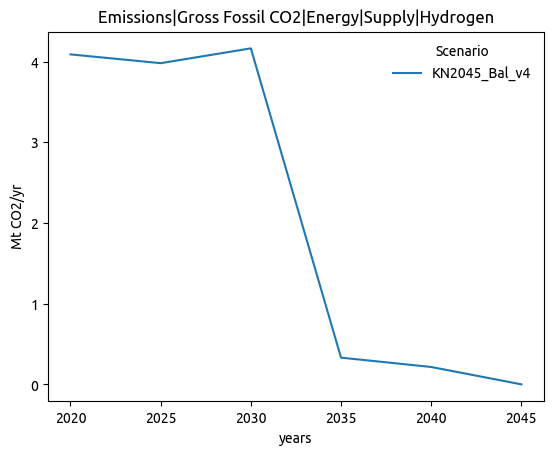 Emissions|Gross Fossil CO2|Energy|Supply|Hydrogen
Scenario
KN2045_Bal_v4
Mt CO2/yr
4
3
2
1
0
2020 2025 2030 2035 2040 2045
years